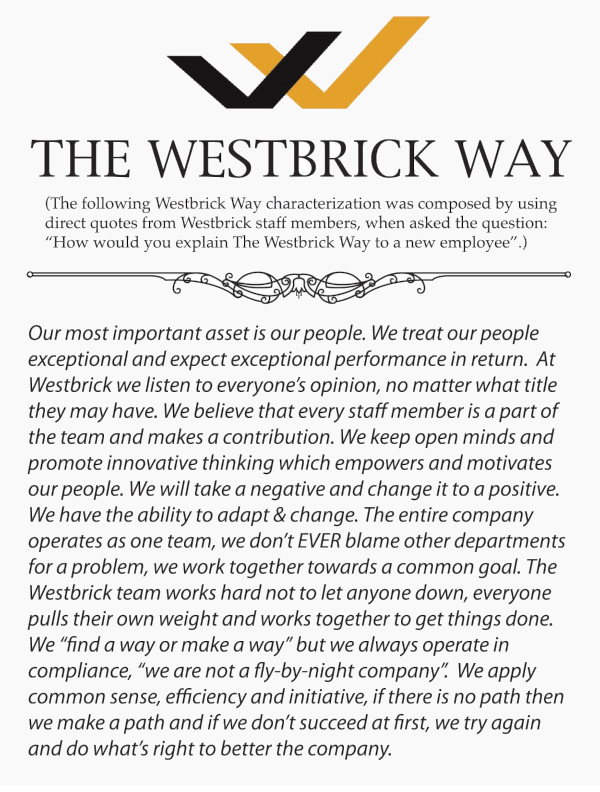 THE WESTBRICK WAY
(The following Westbrick Way characterization was composed by using
direct quotes from Westbrick staff members, when asked the question:
“How would you explain The Westbrick Way to a new employee”.)
Our most important asset is our people. We treat our people
exceptional and expect exceptional performance in return.  At
Westbrick we listen to everyone’s opinion, no matter what title
they may have. We believe that every staff member is a part of
the team and makes a contribution. We keep open minds and
promote innovative thinking which empowers and motivates
our people. We will take a negative and change it to a positive.
We have the ability to adapt & change. The entire company
operates as one team, we don’t EVER blame other departments
for a problem, we work together towards a common goal. The
Westbrick team works hard not to let anyone down, everyone
pulls their own weight and works together to get things done.
We “find a way or make a way” but we always operate in
compliance, “we are not a fly-by-night company”.  We apply
common sense, efficiency and initiative, if there is no path then
we make a path and if we don’t succeed at first, we try again
and do what’s right to better the company.